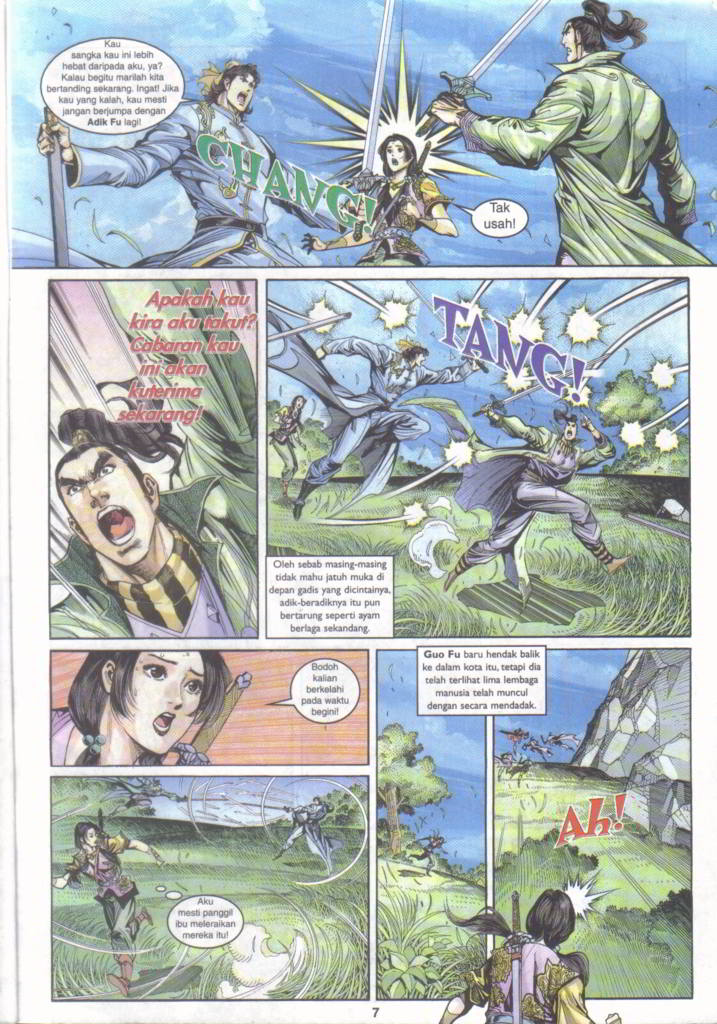 Kau
sangka kau ini lebih
hebat daripada aku, ya?
Kalau begitu marilah kita
bertanding sekarang. Ingat! Jika
kau yang kalah, kau mesti
jangan berjumpa dengan
Adik Fu lagi!
CHANG!
Tak
usah!
Apakah kau
kira aku takut?
Cabaran kau
ini akan
kuterima
sekarang!
TANG!
Oleh sebab masing-masing
tidak mahu jatuh muka di
depan gadis yang dicintainya,
adik-beradiknya itu pun
bertarung seperti ayam
berlaga sekandang.
Bodoh
kalian
berkelahi
pada waktu
begini!
Aku
mesti panggil
ibu meleraikan
mereka itu!
Guo Fu baru hendak balik
ke dalam kota itu, tetapi dia
telah terlihat lima lembaga
manusia telah muncul
dengan secara mendadak.
Ah!
7